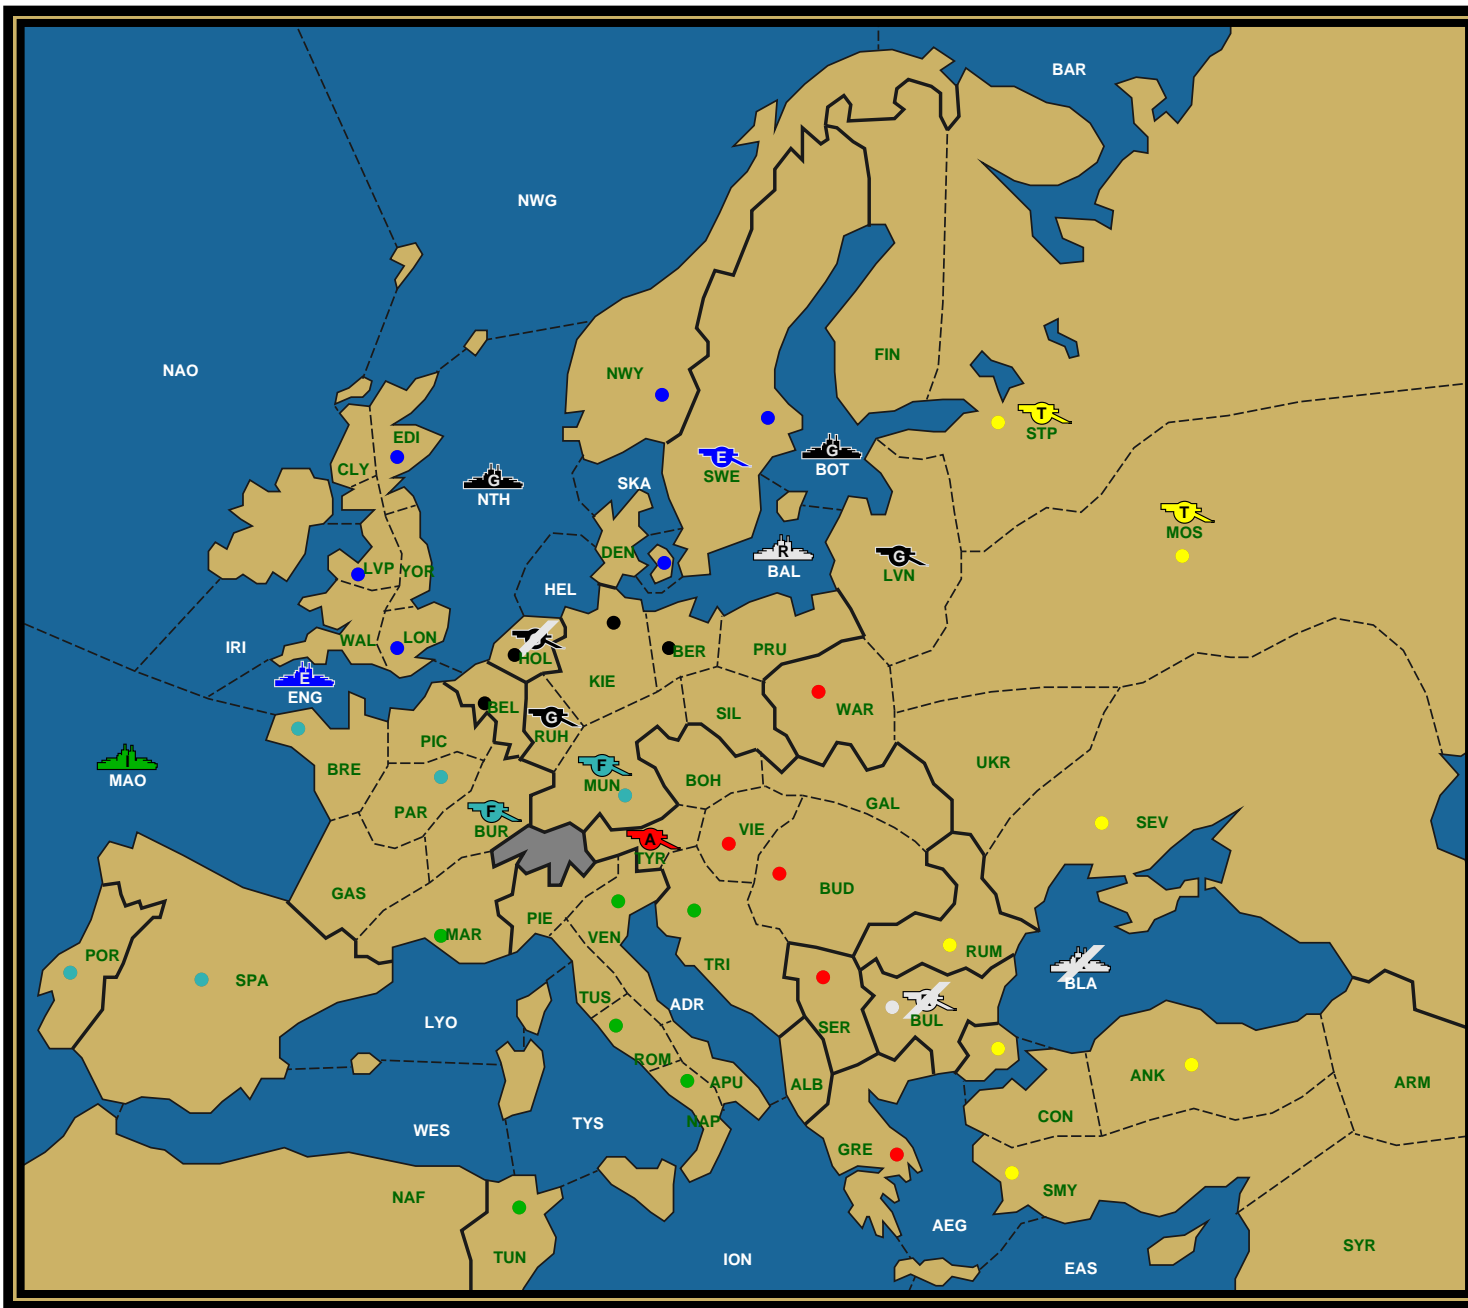 BAR
NWG
NAO
FIN
NWY
T
STP
EDI
CLY
G
NTH
SKA
E
SWE
G
BOT
T
MOS
DEN
R
BAL
G
LVN
LVP
YOR
HEL
IRI
WAL
LON
HOL
BER
PRU
KIE
E
ENG
BEL
G
RUH
SIL
WAR
PIC
I
MAO
BRE
F
MUN
BOH
UKR
PAR
F
BUR
GAL
SEV
VIE
A
TYR
BUD
GAS
PIE
MAR
VEN
POR
SPA
TRI
RUM
BLA
TUS
ADR
LYO
SER
BUL
ROM
APU
ALB
ANK
ARM
CON
WES
TYS
NAP
GRE
NAF
SMY
AEG
TUN
ION
EAS
SYR